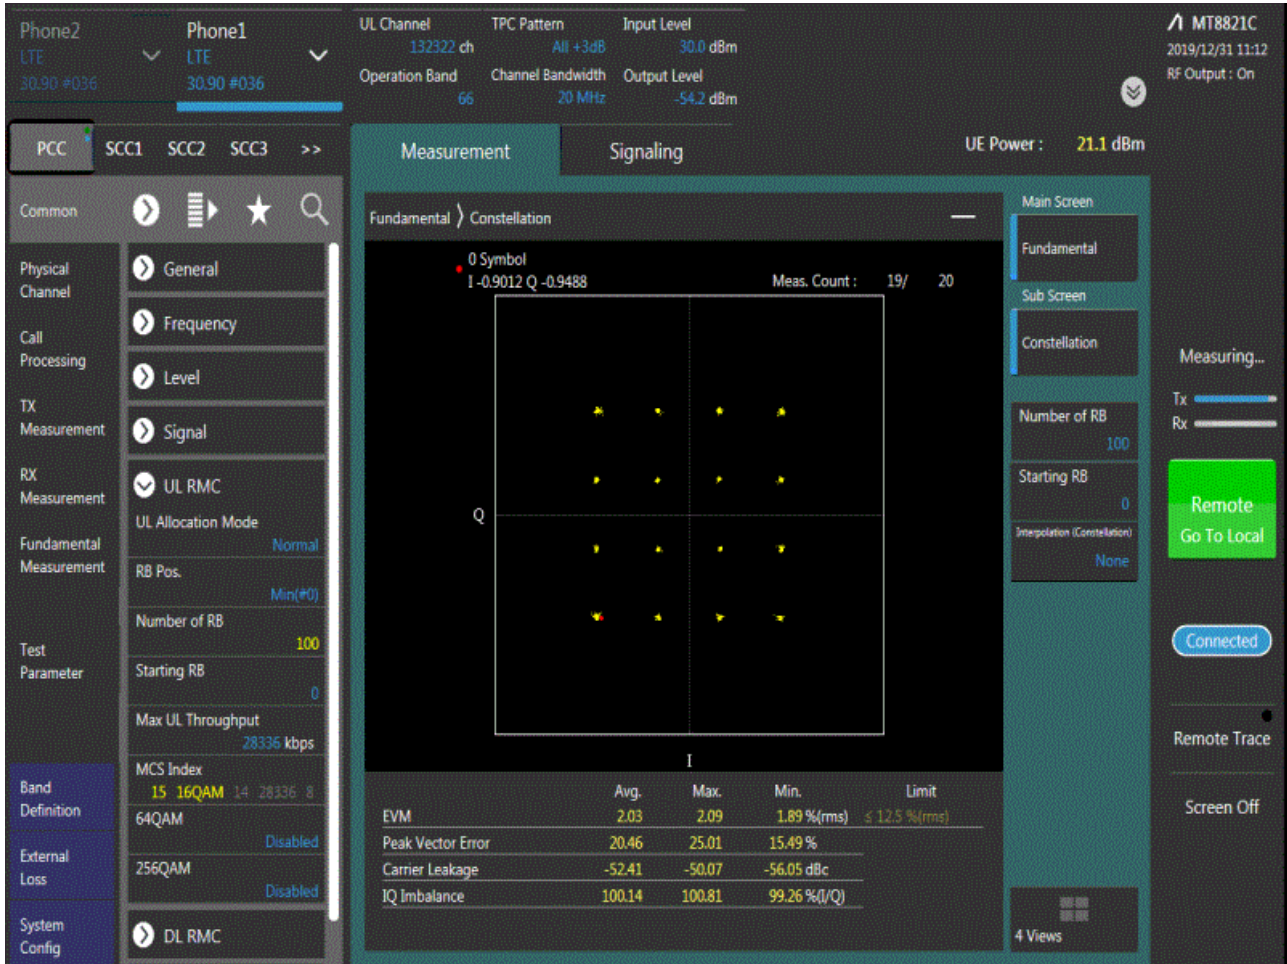 Phone2
LTE
30.90 #036
Phone1
LTE
30.90 #036
UL Channel
132322 ch
TPC Pattern
All +3dB
Input Level
30.0 dBm
Operation Band
66
Channel Bandwidth
20 MHz
Output Level
-54.2 dBm
MT8821C
2019/12/31 11:12
RF Output : On
PCC SCC1 SCC2 SCC3 >>
Measurement
Signaling
UE Power : 21.1 dBm
Common
Physical
Channel
Call
Processing
TX
Measurement
RX
Measurement
Fundamental
Measurement
Test
Parameter
Band
Definition
External
Loss
System
Config
General
Frequency
Level
Signal
UL RMC
UL Allocation Mode
Normal
RB Pos.
Min(#0)
Number of RB
100
Starting RB
0
Max UL Throughput
28336 kbps
MCS Index
15 16QAM 14 28336 8
64QAM
Disabled
256QAM
Disabled
DL RMC
Fundamental 〉 Constellation
0 Symbol
I -0.9012 Q -0.9488
Meas. Count : 19/ 20
Q
I
Avg. Max. Min. Limit
EVM 2.03 2.09 1.89 %(rms) ≤ 12.5 %(rms)
Peak Vector Error 20.46 25.01 15.49 %
Carrier Leakage -52.41 -50.07 -56.05 dBc
IQ Imbalance 100.14 100.81 99.26 %(I/Q)
Main Screen
Fundamental
Sub Screen
Constellation
Number of RB
100
Starting RB
0
Interpolation (Constellation)
None
4 Views
Measuring...
Tx
Rx
Remote
Go To Local
Connected
Remote Trace
Screen Off